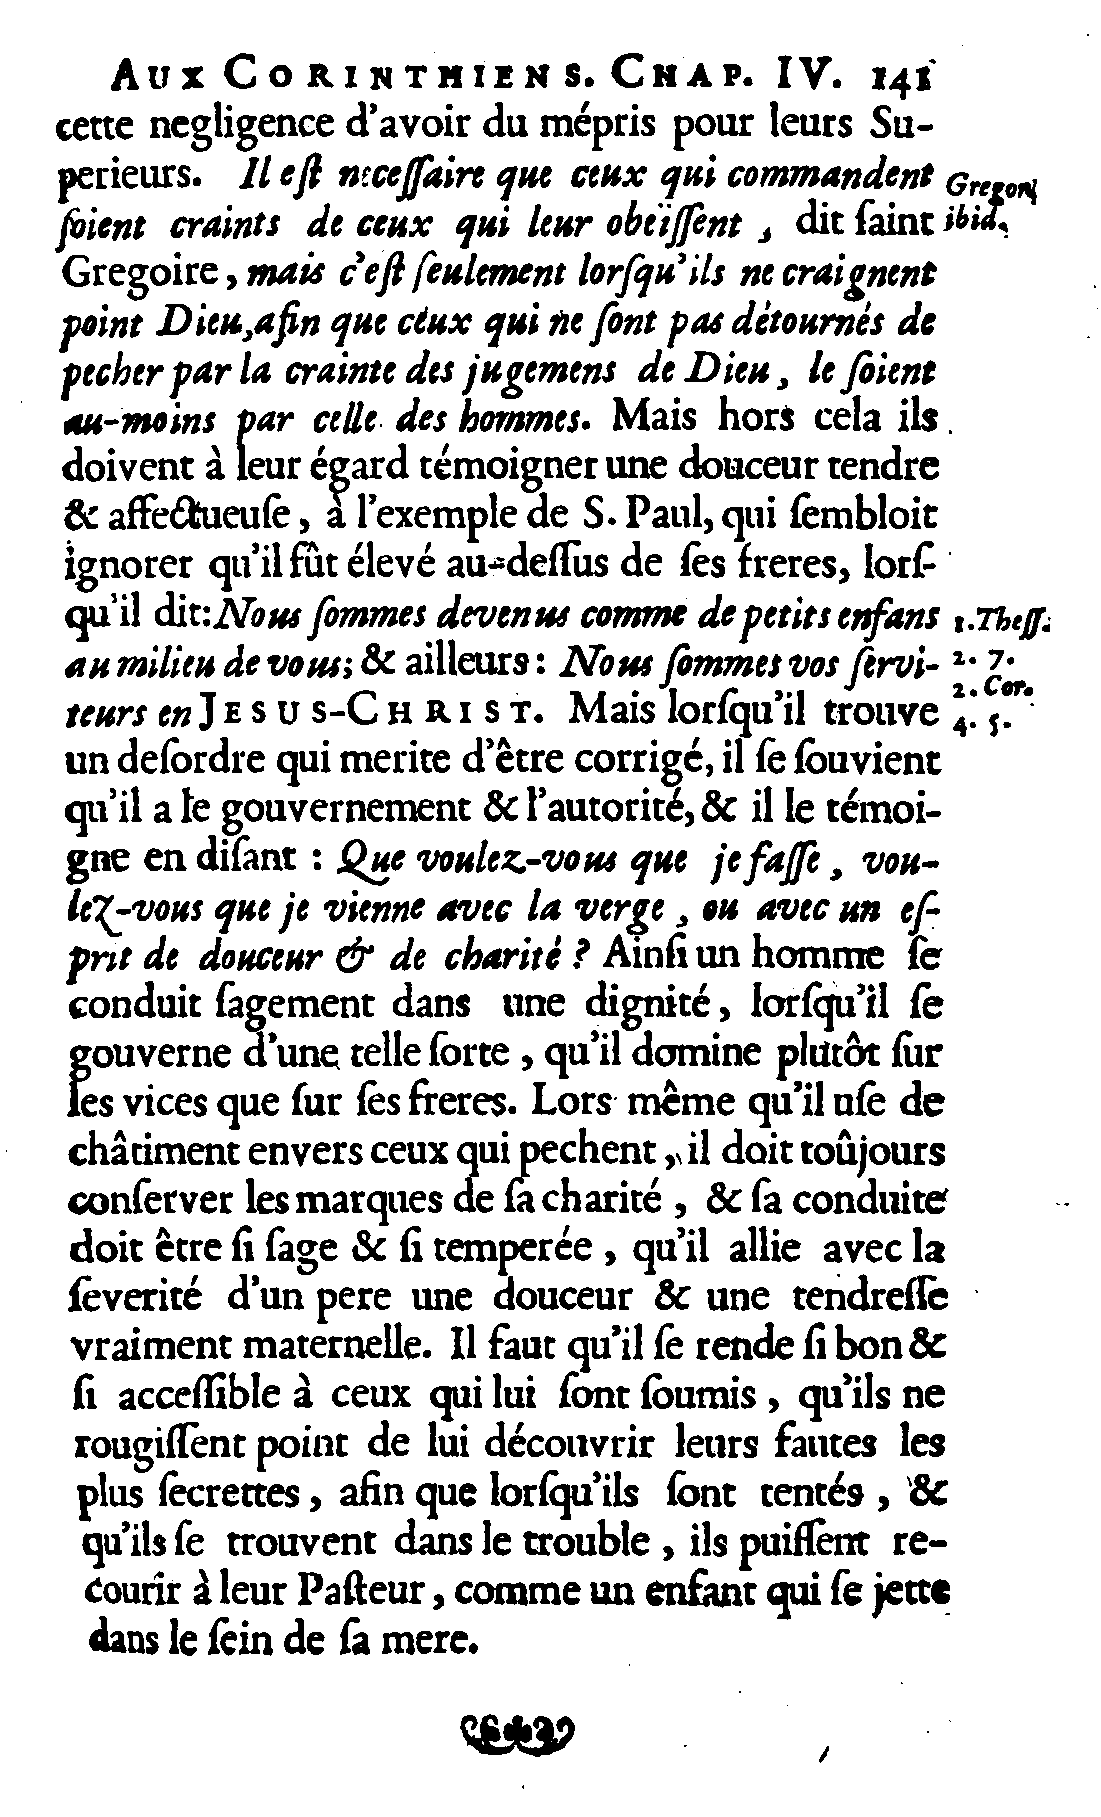 AUX CORINTHIENS. CHAP. IV. 141
cette negligence d'avoir du mépris pour leurs Su-
perieurs. Il eſt neceſſaire que ceux qui commandent
ſoient craints de ceux qui leur obeïſſent, dit ſaint
Gregoire, mais c'eſt ſeulement lorſqu'ils ne craignent
point Dieu, afin que ceux qui ne ſont pas détournés de
pecher par la crainte des jugemens de Dieu, le ſoient
au-moins par celle des hommes. Mais hors cela ils
doivent à leur égard témoigner une douceur tendre
& affectueuſe, à l'exemple de S. Paul, qui ſembloit
ignorer qu'il fût élevé au-deſſus de ſes freres, lorſ-
qu'il dit: Nous ſommes devenus comme de petits enfans
au milieu de vous; & ailleurs: Nous ſommes vos ſervi-
teurs en JESUS-CHRIST. Mais lorſqu'il trouve
un deſordre qui merite d'être corrigé, il ſe ſouvient
qu'il a le gouvernement & l'autorité, & il le témoi-
gne en diſant : Que voulez-vous que je faſſe, vou-
lez-vous que je vienne avec la verge, ou avec un eſ-
prit de douceur & de charité ? Ainſi un homme ſe
conduit ſagement dans une dignité, lorſqu'il ſe
gouverne d'une telle ſorte, qu'il domine plutôt ſur
les vices que ſur ſes freres. Lors même qu'il uſe de
châtiment envers ceux qui pechent, il doit toûjours
conſerver les marques de ſa charité, & ſa conduite
doit être ſi ſage & ſi temperée, qu'il allie avec la
ſeverité d'un pere une douceur & une tendreſſe
vraiment maternelle. Il faut qu'il ſe rende ſi bon &
ſi acceſſible à ceux qui lui ſont ſoumis, qu'ils ne
rougiſſent point de lui découvrir leurs fautes les
plus ſecrettes, afin que lorſqu'ils ſont tentés, &
qu'ils ſe trouvent dans le trouble, ils puiſſent re-
courir à leur Paſteur, comme un enfant qui ſe jette
dans le ſein de ſa mere.
Gregori
ibid.
1. Theſſ.
2. 7.
2. Cor.
4. 5.